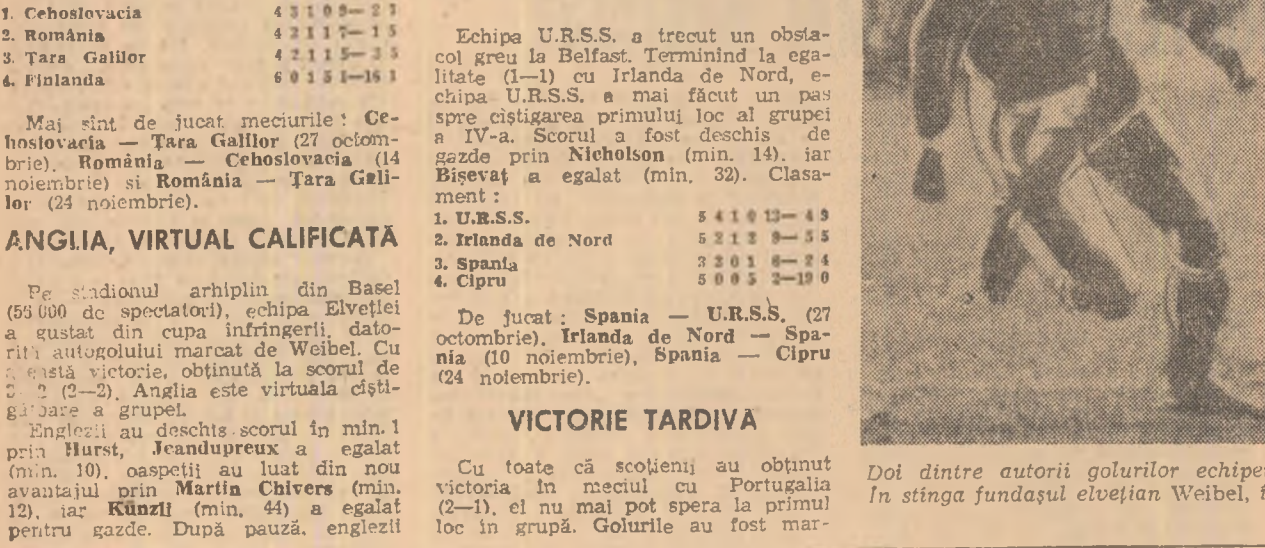 1. Cehoslovacia 4 3 1 0 9—2 7
2. România 4 2 1 1 7—1 5
3. Țara Galilor 4 2 1 1 5—3 5
4. Finlanda 6 0 1 5 1—16 1
Mai sînt de jucat meciurile : Ce-
hoslovacia — Țara Galilor (27 octom-
brie), România — Cehoslovacia (14
noiembrie) si România — Țara Gali-
lor (24 noiembrie).
ANGLIA, VIRTUAL CALIFICATĂ
Pe stadionul arhiplin din Basel
de spectatori), echipa Elveției
a gustat din cupa înfrîngerii, dato-
rită autogolului marcat de Weibel. Cu
această victorie, obținută la scorul de
(2—2), Anglia este virtuala cîști-
gătoare a grupei.
Englezii au deschis scorul în min. 1
prin Hurst, Jeandupreux a egalat
(min. 10), oaspeții au luat din nou
avantajul prin Martin Chivers (min.
12), iar Künzli (min. 44) a egalat
pentru gazde. După pauză, englezii
Echipa U.R.S.S. a trecut un obsta-
col greu la Belfast. Terminînd la ega-
litate (1—1) cu Irlanda de Nord, e-
chipa U.R.S.S. a mai făcut un pas
spre cîștigarea primului loc al grupei
a IV-a. Scorul a fost deschis de
gazde prin Nicholson (min. 14), iar
Bișevaț a egalat (min. 32). Clasa-
ment :
1. U.R.S.S. 5 4 1 0 13— 4 9
2. Irlanda de Nord 5 2 1 2 9— 5 5
3. Spania 3 2 0 1 6— 2 4
4. Cipru 5 0 0 5 2—19 0
De jucat : Spania — U.R.S.S. (27
octombrie), Irlanda de Nord — Spa-
nia (10 noiembrie), Spania — Cipru
(24 noiembrie).
VICTORIE TARDIVĂ
Cu toate că scoțienii au obținut
victoria în meciul cu Portugalia
(2—1), ei nu mai pot spera la primul
loc în grupă. Golurile au fost mar-
Doi dintre autorii golurilor echipe
In stînga fundașul elvețian Weibel,